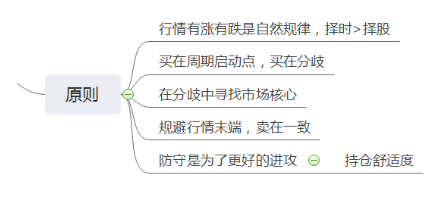 行情有涨有跌是自然规律，择时>择股
买在周期启动点，买在分歧
原则
在分歧中寻找市场核心
规避行情末端，卖在一致
防守是为了更好的进攻 持仓舒适度